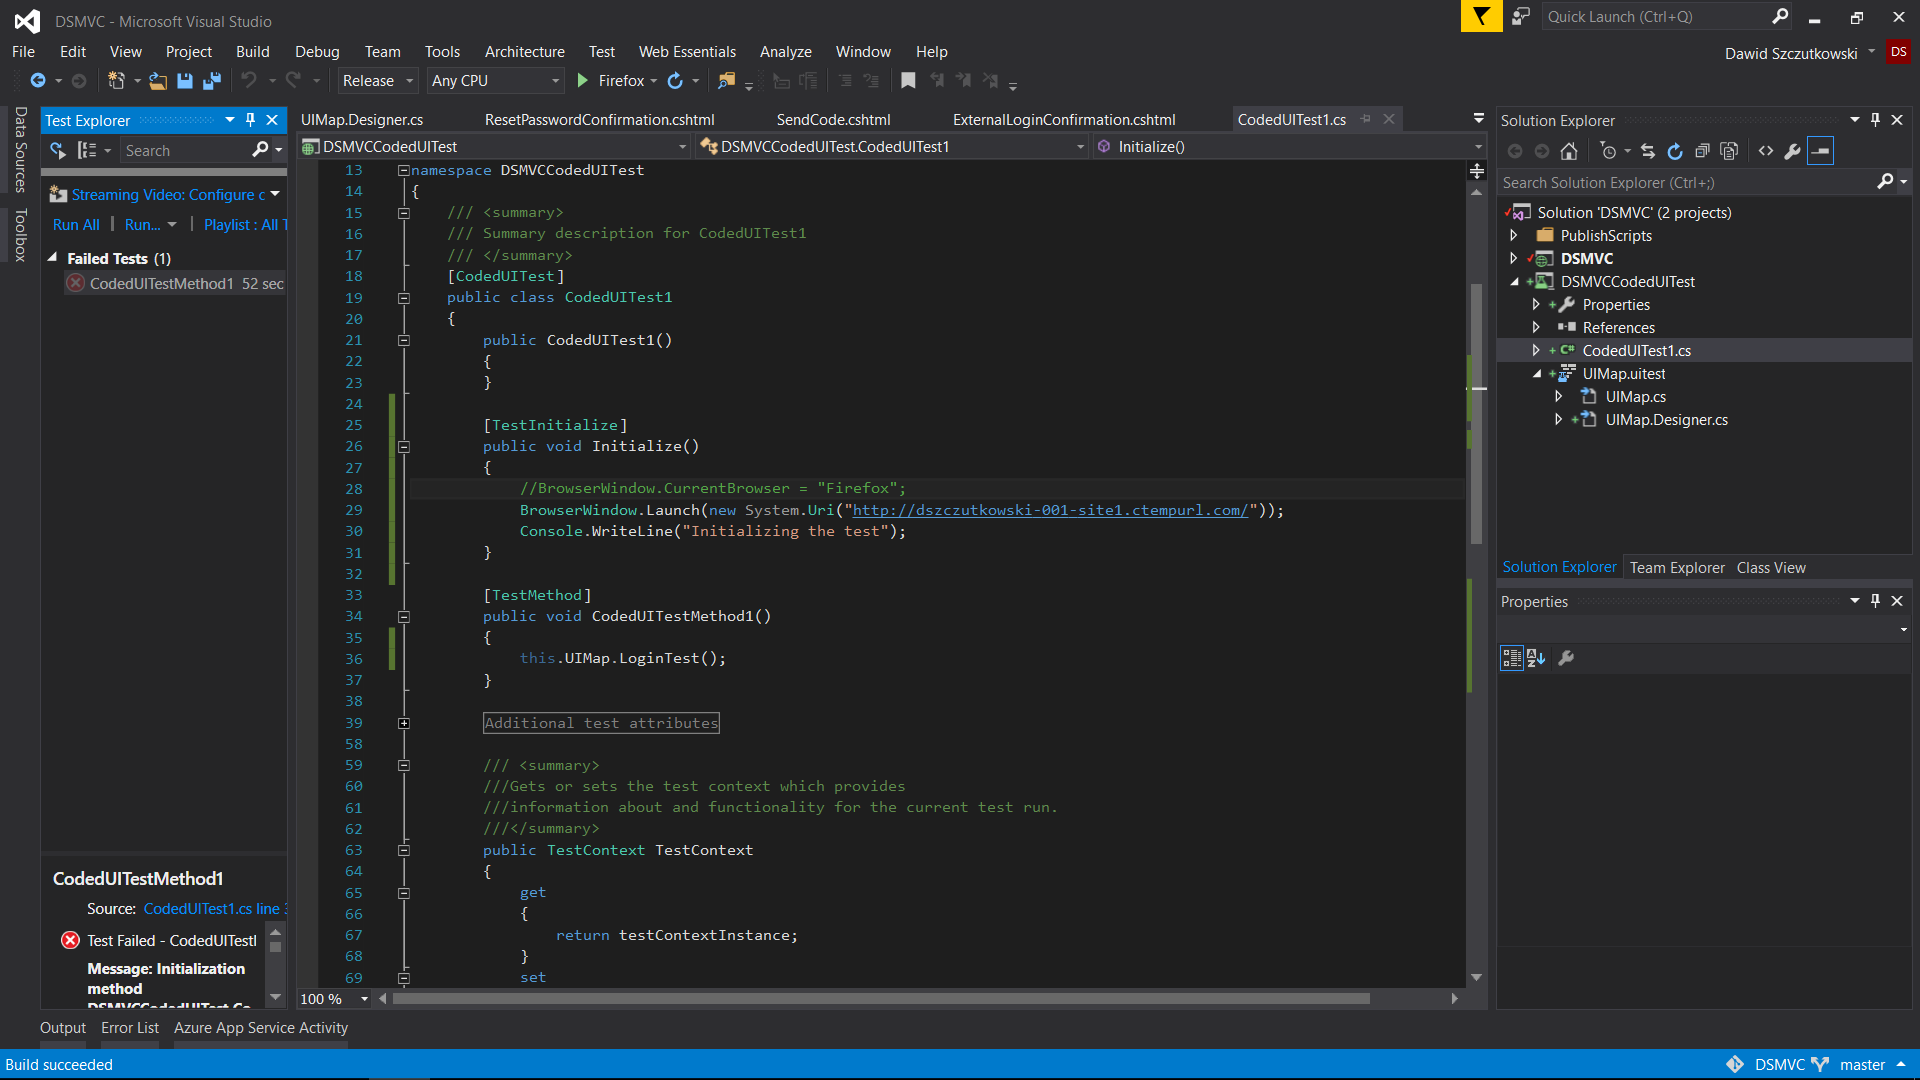 DSMVC - Microsoft Visual Studio
Quick Launch (Ctrl+Q)
File Edit View Project Build Debug Team Tools Architecture Test Web Essentials Analyze Window Help
Dawid Szczutkowski DS
Release Any CPU Firefox
Data Sources
Toolbox
Test Explorer
Search
Streaming Video: Configure c
Run All Run... Playlist : All T
Failed Tests (1)
CodedUITestMethod1 52 sec
CodedUITestMethod1
Source: CodedUITest1.cs line 3
Test Failed - CodedUITestI
Message: Initialization
method
DSMVCCodedUITest.Co
UIMap.Designer.cs ResetPasswordConfirmation.cshtml SendCode.cshtml ExternalLoginConfirmation.cshtml CodedUITest1.cs
DSMVCCodedUITest DSMVCCodedUITest.CodedUITest1 Initialize()
13 namespace DSMVCCodedUITest
14 {
15 /// <summary>
16 /// Summary description for CodedUITest1
17 /// </summary>
18 [CodedUITest]
19 public class CodedUITest1
20 {
21 public CodedUITest1()
22 {
23 }
24
25 [TestInitialize]
26 public void Initialize()
27 {
28 //BrowserWindow.CurrentBrowser = "Firefox";
29 BrowserWindow.Launch(new System.Uri("http://dszczutkowski-001-site1.ctempurl.com/"));
30 Console.WriteLine("Initializing the test");
31 }
32
33 [TestMethod]
34 public void CodedUITestMethod1()
35 {
36 this.UIMap.LoginTest();
37 }
38
39 Additional test attributes
58
59 /// <summary>
60 ///Gets or sets the test context which provides
61 ///information about and functionality for the current test run.
62 ///</summary>
63 public TestContext TestContext
64 {
65 get
66 {
67 return testContextInstance;
68 }
69 set
100 %
Solution Explorer
Search Solution Explorer (Ctrl+;)
Solution 'DSMVC' (2 projects)
PublishScripts
DSMVC
DSMVCCodedUITest
Properties
References
C# CodedUITest1.cs
UIMap.uitest
UIMap.cs
UIMap.Designer.cs
Solution Explorer Team Explorer Class View
Properties
Output Error List Azure App Service Activity
Build succeeded
DSMVC master